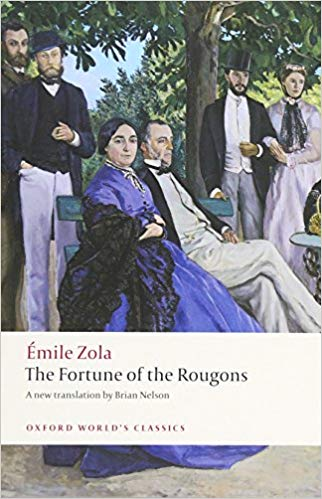 Émile Zola
The Fortune of the Rougons
A new translation by Brian Nelson
OXFORD WORLD'S CLASSICS